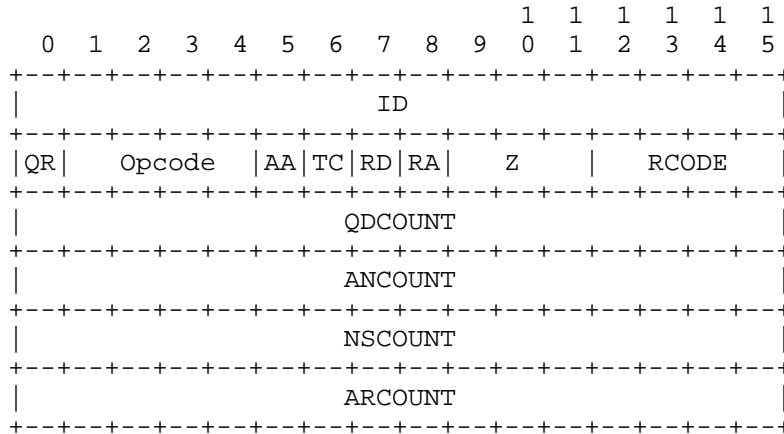 1  1  1  1  1  1
  0  1  2  3  4  5  6  7  8  9  0  1  2  3  4  5
+--+--+--+--+--+--+--+--+--+--+--+--+--+--+--+--+
|                      ID                       |
+--+--+--+--+--+--+--+--+--+--+--+--+--+--+--+--+
|QR|   Opcode  |AA|TC|RD|RA|   Z    |   RCODE   |
+--+--+--+--+--+--+--+--+--+--+--+--+--+--+--+--+
|                    QDCOUNT                    |
+--+--+--+--+--+--+--+--+--+--+--+--+--+--+--+--+
|                    ANCOUNT                    |
+--+--+--+--+--+--+--+--+--+--+--+--+--+--+--+--+
|                    NSCOUNT                    |
+--+--+--+--+--+--+--+--+--+--+--+--+--+--+--+--+
|                    ARCOUNT                    |
+--+--+--+--+--+--+--+--+--+--+--+--+--+--+--+--+